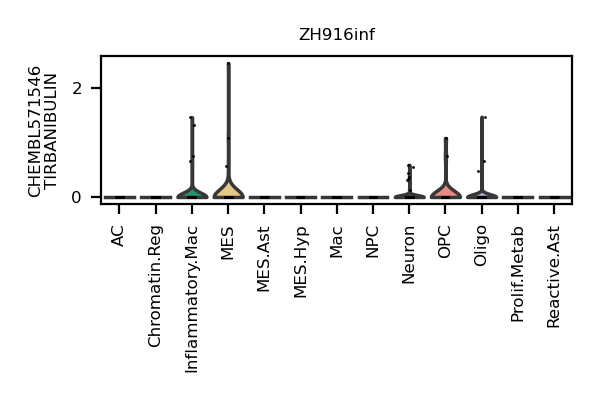 ZH916inf
CHEMBL571546
TIRBANIBULIN
2
0
AC
Chromatin.Reg
Inflammatory.Mac
MES
MES.Ast
MES.Hyp
Mac
NPC
Neuron
OPC
Oligo
Prolif.Metab
Reactive.Ast